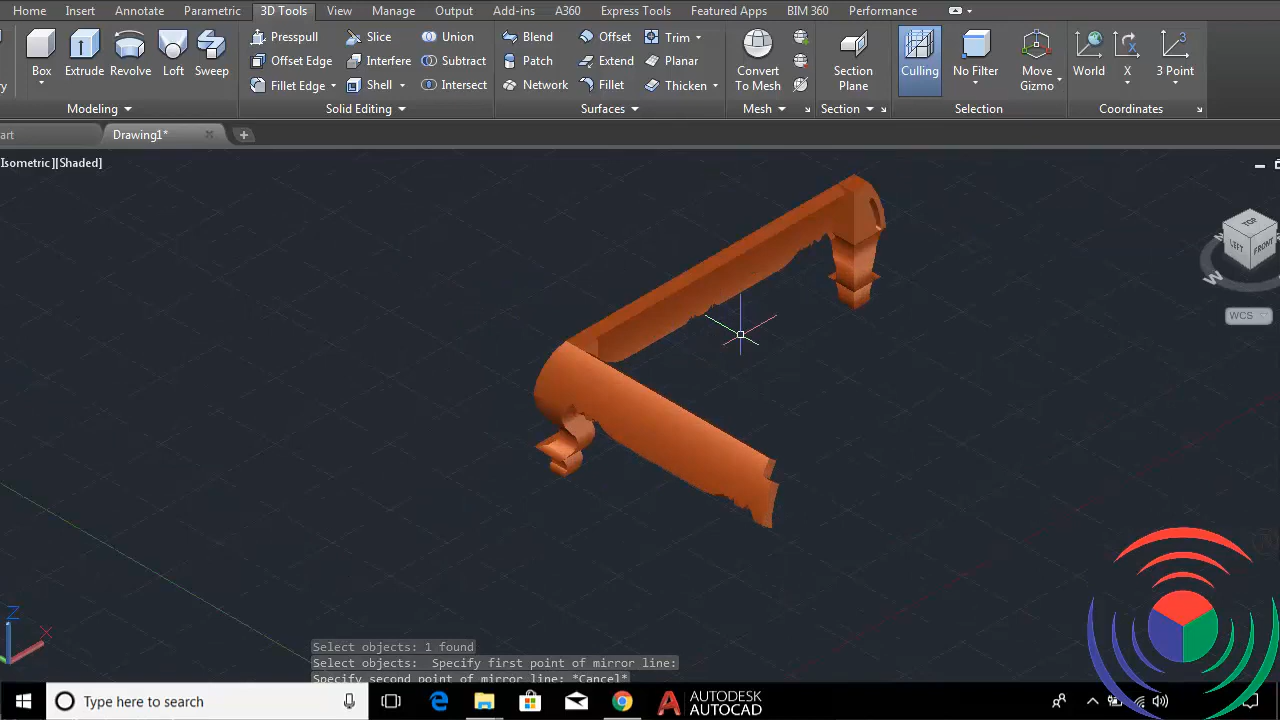 Home Insert Annotate Parametric 3D Tools View Manage Output Add-ins A360 Express Tools Featured Apps BIM 360 Performance
Presspull Slice Union Blend Offset Trim
Offset Edge Interfere Subtract Patch Extend Planar
Box Extrude Revolve Loft Sweep Convert To Mesh Section Plane Culling No Filter Move Gizmo World X 3 Point
Fillet Edge Shell Intersect Network Fillet Thicken
Modeling Solid Editing Surfaces Mesh Section Selection Coordinates
art Drawing1*
Isometric][Shaded]
TOP
LEFT FRONT
W
WCS
Z
X
Select objects: 1 found
Select objects:  Specify first point of mirror line:
Specify second point of mirror line: *Cancel*
Type here to search
AUTODESK
AUTOCAD